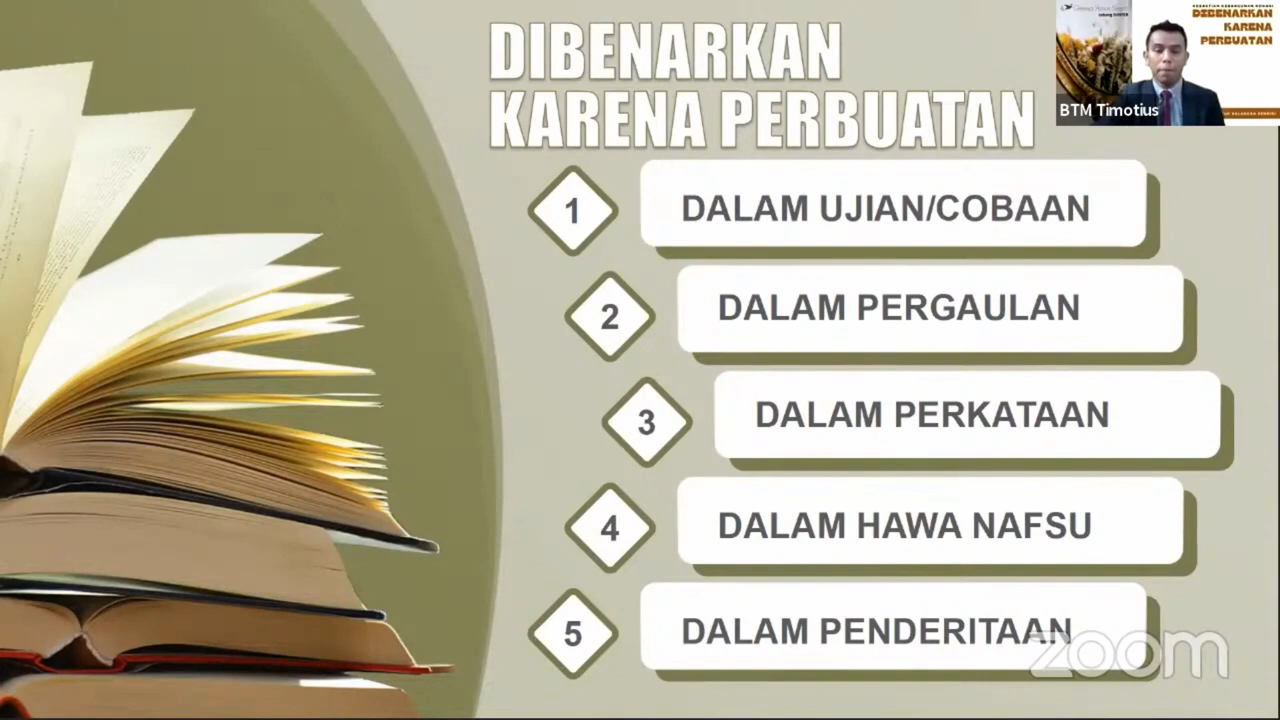 DIBENARKAN
KARENA PERBUATAN
1
DALAM UJIAN/COBAAN
2
DALAM PERGAULAN
3
DALAM PERKATAAN
4
DALAM HAWA NAFSU
5
DALAM PENDERITAAN
zoom
DIBENARKAN
KARENA
PERBUATAN
BTM Timotius